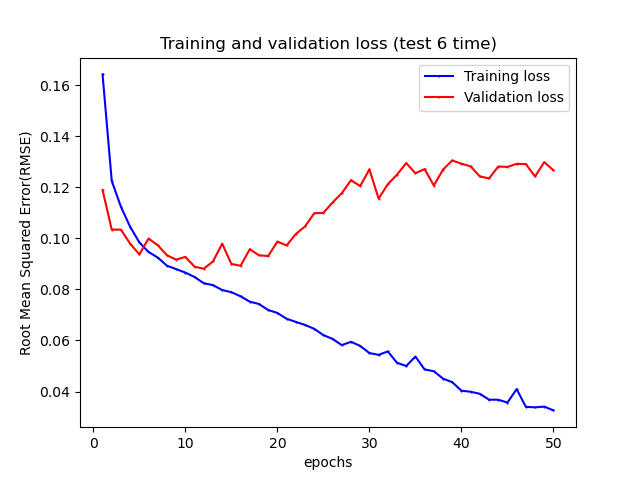 Training and validation loss (test 6 time)
Training loss
Validation loss
Root Mean Squared Error(RMSE)
0.16
0.14
0.12
0.10
0.08
0.06
0.04
0
10
20
30
40
50
epochs